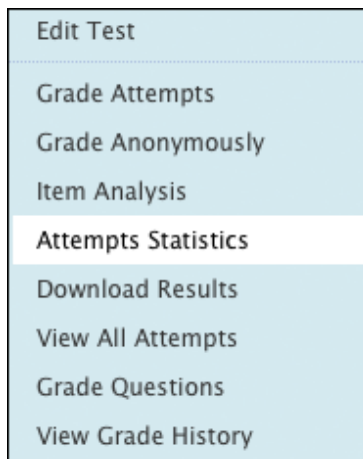 Edit Test
Grade Attempts
Grade Anonymously
Item Analysis
Attempts Statistics
Download Results
View All Attempts
Grade Questions
View Grade History